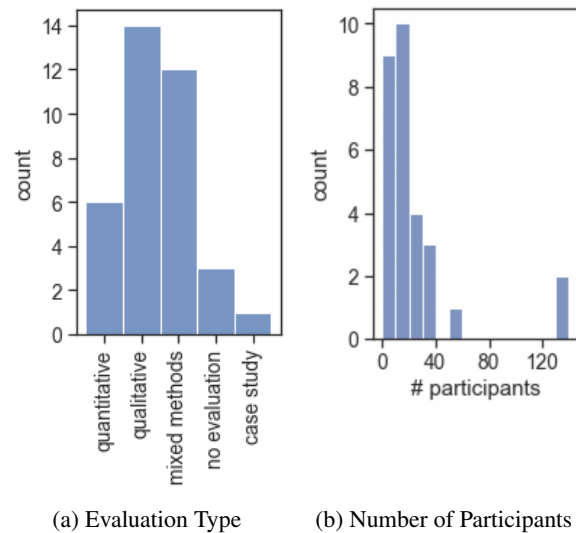 14
12
10
8
6
4
2
0
count
quantitative
qualitative
mixed methods
no evaluation
case study
(a) Evaluation Type
10
8
6
4
2
0
count
0 40 80 120
# participants
(b) Number of Participants